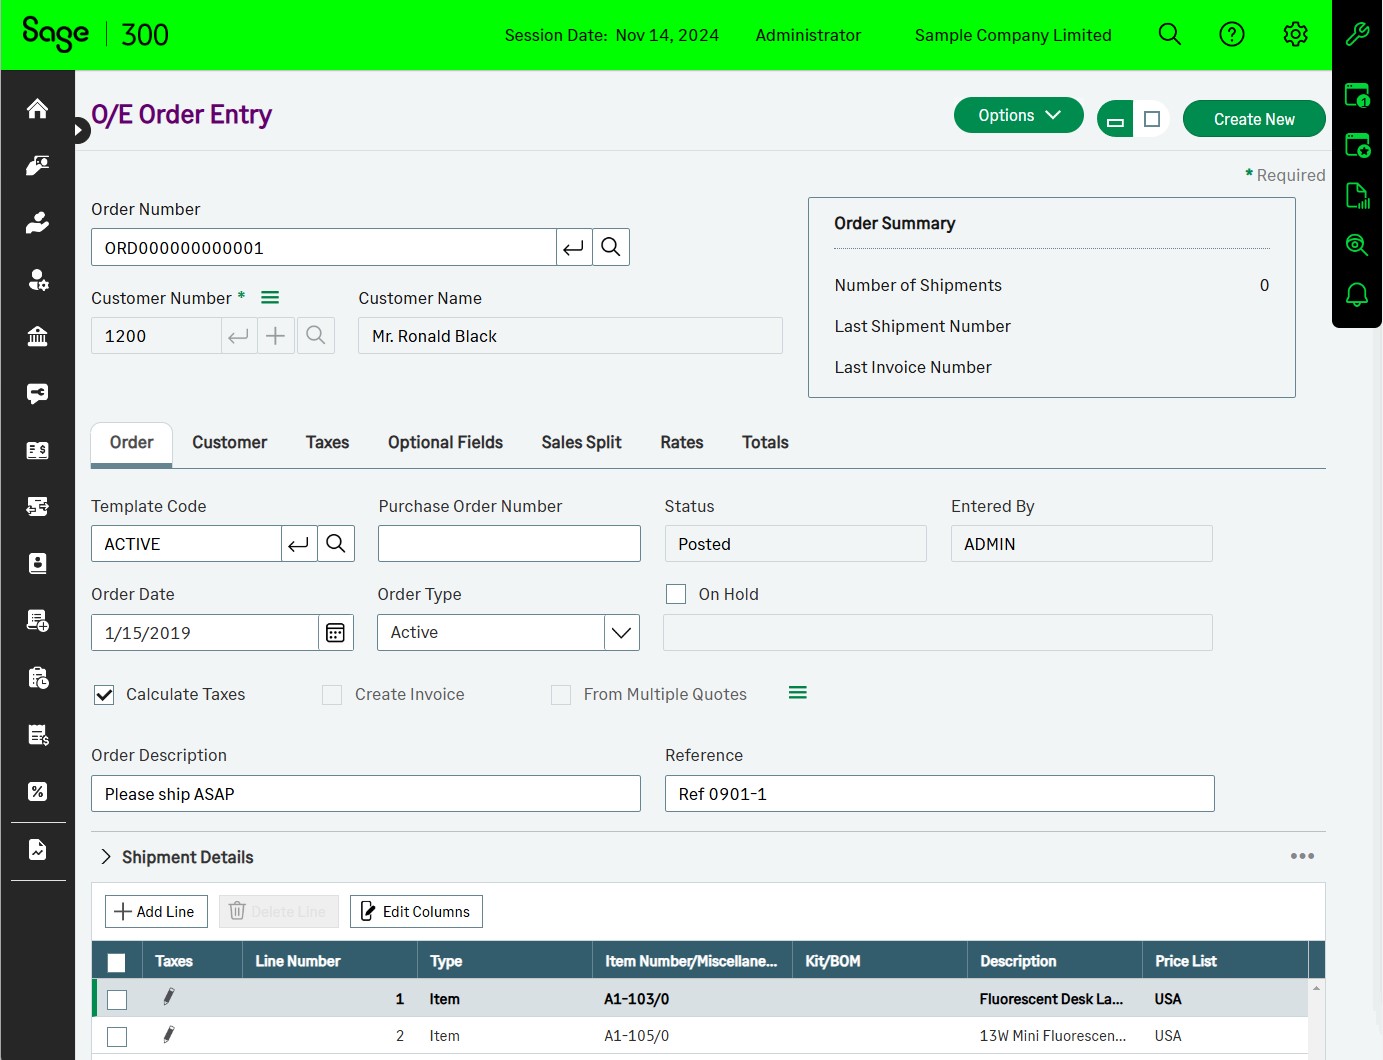 Sage 300
Session Date: Nov 14, 2024 Administrator Sample Company Limited
O/E Order Entry
Options
Create New
* Required
Order Number
ORD000000000001
Customer Number * Customer Name
1200 Mr. Ronald Black
Order Summary
Number of Shipments 0
Last Shipment Number
Last Invoice Number
Order Customer Taxes Optional Fields Sales Split Rates Totals
Template Code Purchase Order Number Status Entered By
ACTIVE Posted ADMIN
Order Date Order Type On Hold
1/15/2019 Active
Calculate Taxes Create Invoice From Multiple Quotes
Order Description Reference
Please ship ASAP Ref 0901-1
Shipment Details
Add Line Delete Line Edit Columns
Taxes Line Number Type Item Number/Miscellane... Kit/BOM Description Price List
1 Item A1-103/0 Fluorescent Desk La... USA
2 Item A1-105/0 13W Mini Fluorescen... USA